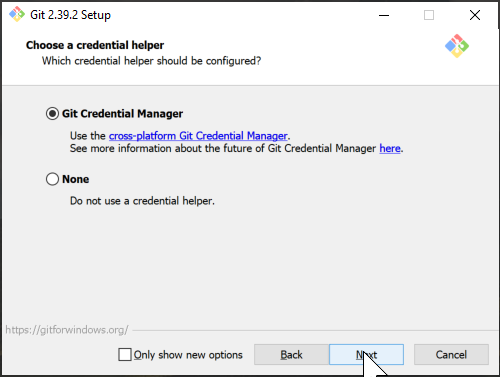 Git 2.39.2 Setup
Choose a credential helper
Which credential helper should be configured?
Git Credential Manager
Use the cross-platform Git Credential Manager.
See more information about the future of Git Credential Manager here.
None
Do not use a credential helper.
https://gitforwindows.org/
Only show new options
Back
Next
Cancel